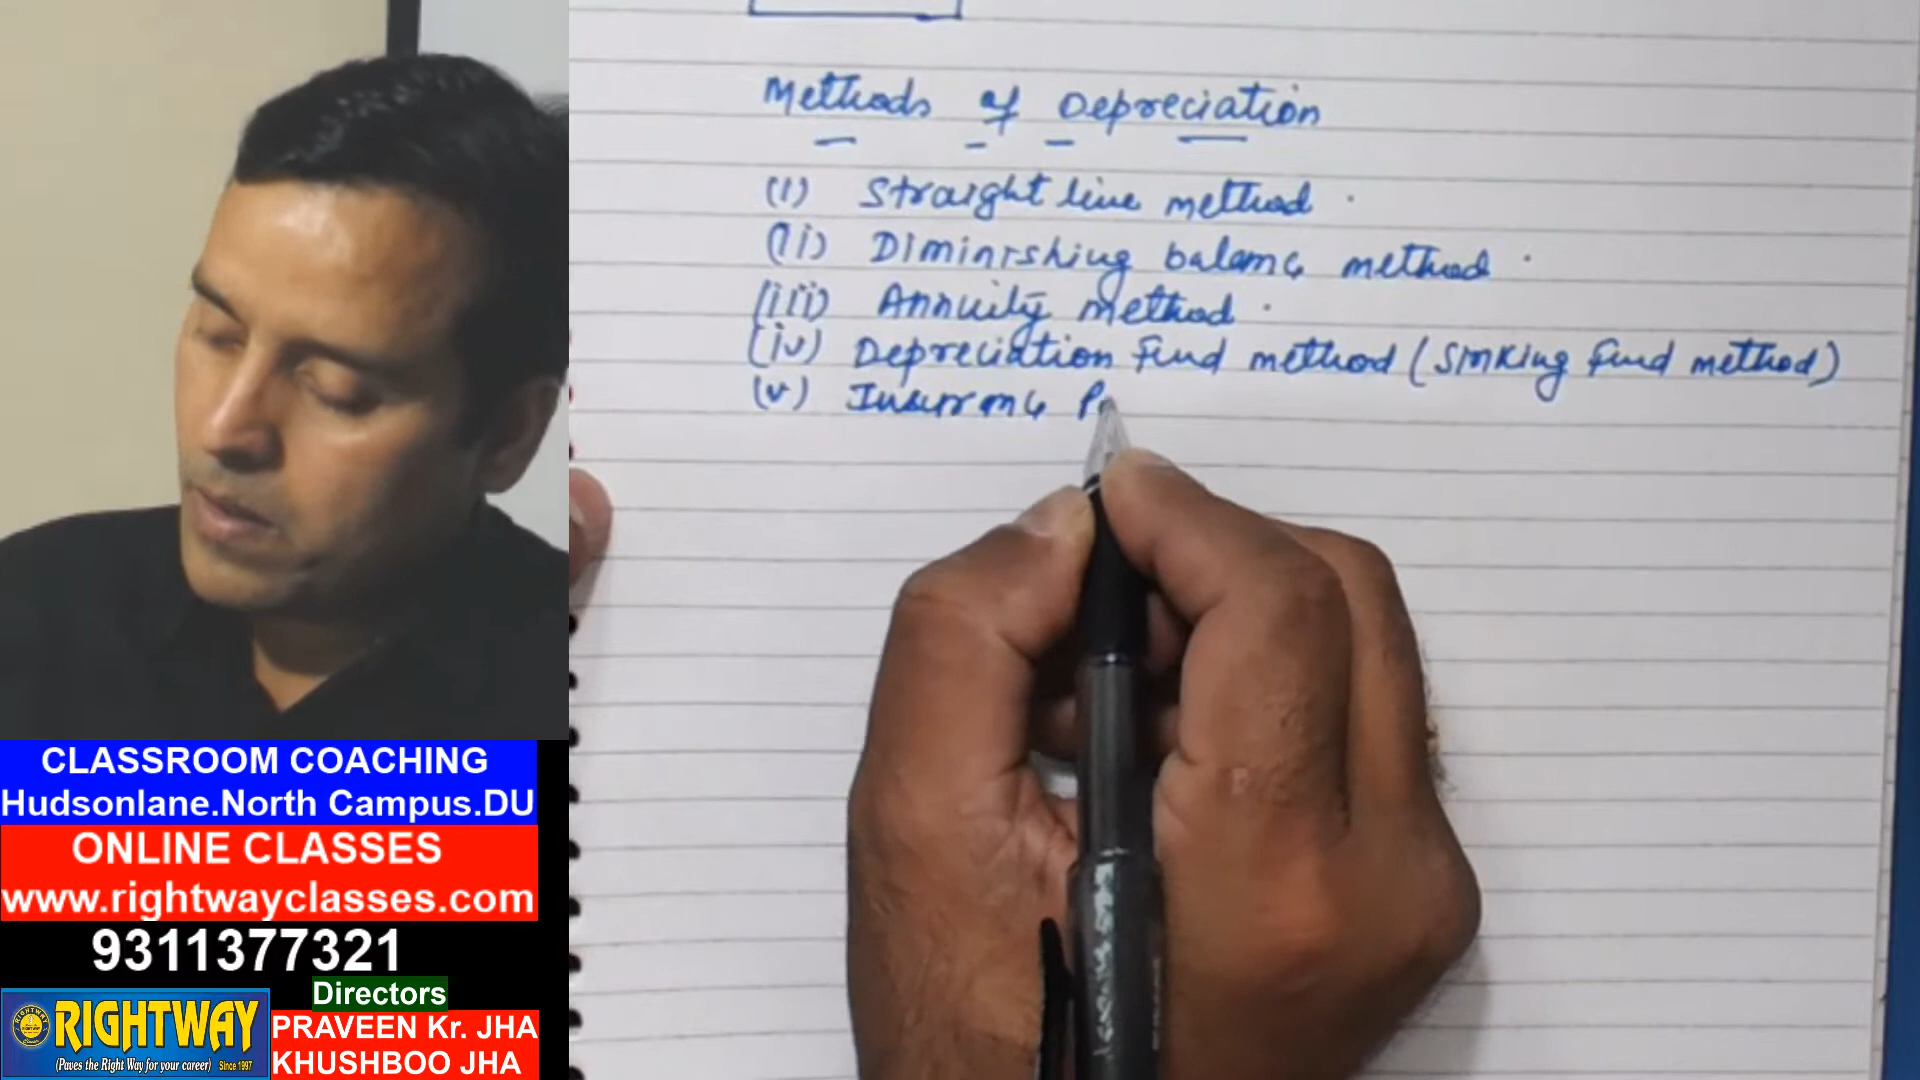 Methods of Depreciation
(i) Straight line method.
(ii) Diminishing balance method.
(iii) Annuity method.
(iv) Depreciation Fund method (Sinking Fund method)
(v) Insurance Po
CLASSROOM COACHING
Hudsonlane.North Campus.DU
ONLINE CLASSES
www.rightwayclasses.com
9311377321
Directors
RIGHTWAY
(Paves the Right Way for your career) Since 1997
PRAVEEN Kr. JHA
KHUSHBOO JHA